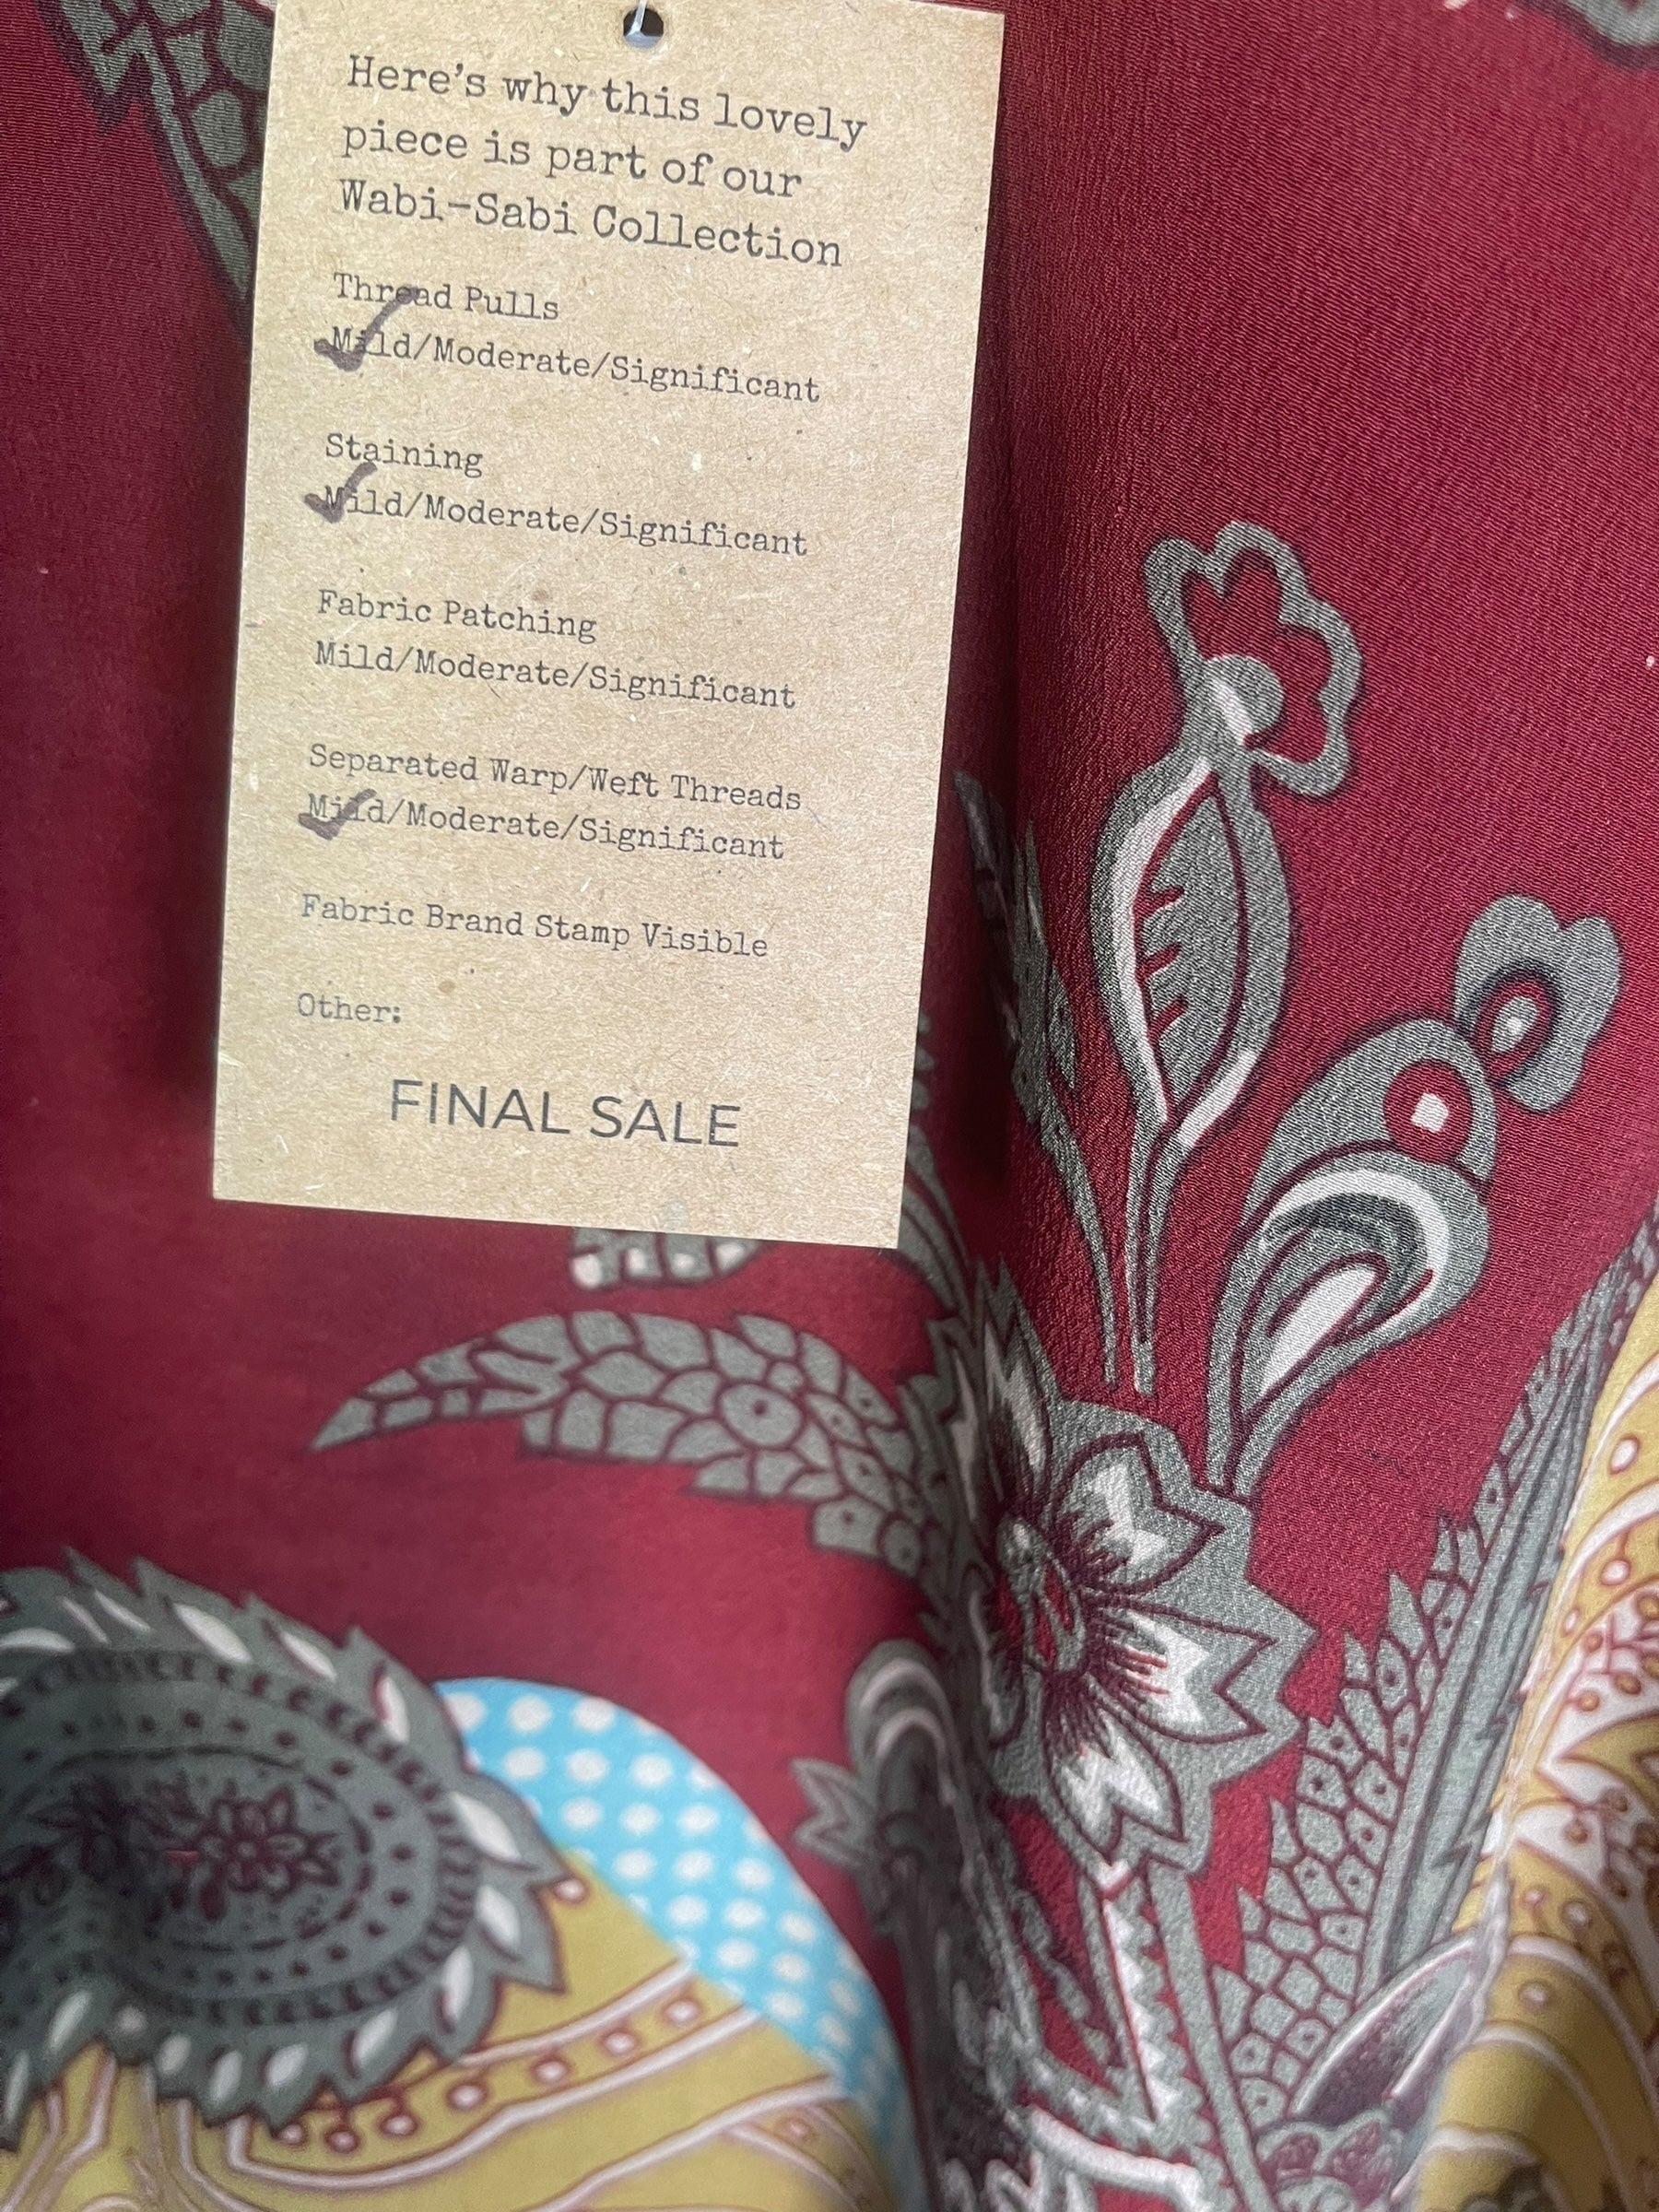 Here's why this lovely
piece is part of our
Wabi-Sabi Collection
Thread Pulls
Mild/Moderate/Significant
Staining
Mild/Moderate/Significant
Fabric Patching
Mild/Moderate/Significant
Separated Warp/Weft Threads
Mild/Moderate/Significant
Fabric Brand Stamp Visible
Other:
FINAL SALE